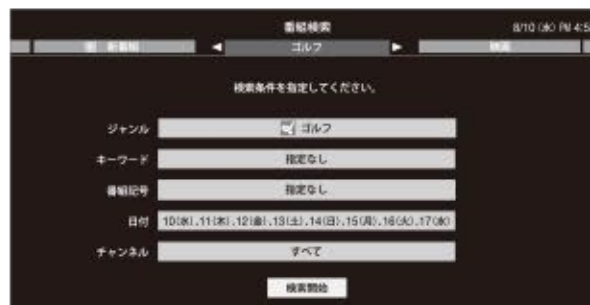 番組検索
8/10 (水) PM 4:5
新番組
ゴルフ
映画
検索条件を指定してください。
ジャンル ゴルフ
キーワード 指定なし
番組記号 指定なし
日付 10(水),11(木),12(金),13(土),14(日),15(月),16(火),17(水)
チャンネル すべて
検索開始